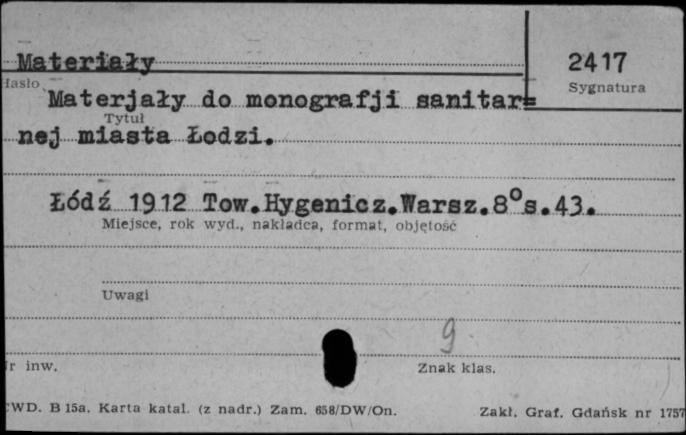 Materiały 2417
Hasło Sygnatura
Materjały do monografji sanitar=
Tytuł
nej miasta Łodzi.
Łódź 1912 Tow.Hygenicz.Warsz.8°s.43.
Miejsce, rok wyd., nakładca, format, objętość
Uwagi
9
Nr inw. Znak klas.
CWD. B 15a. Karta katal. (z nadr.) Zam. 658/DW/On. Zakł. Graf. Gdańsk nr 1757